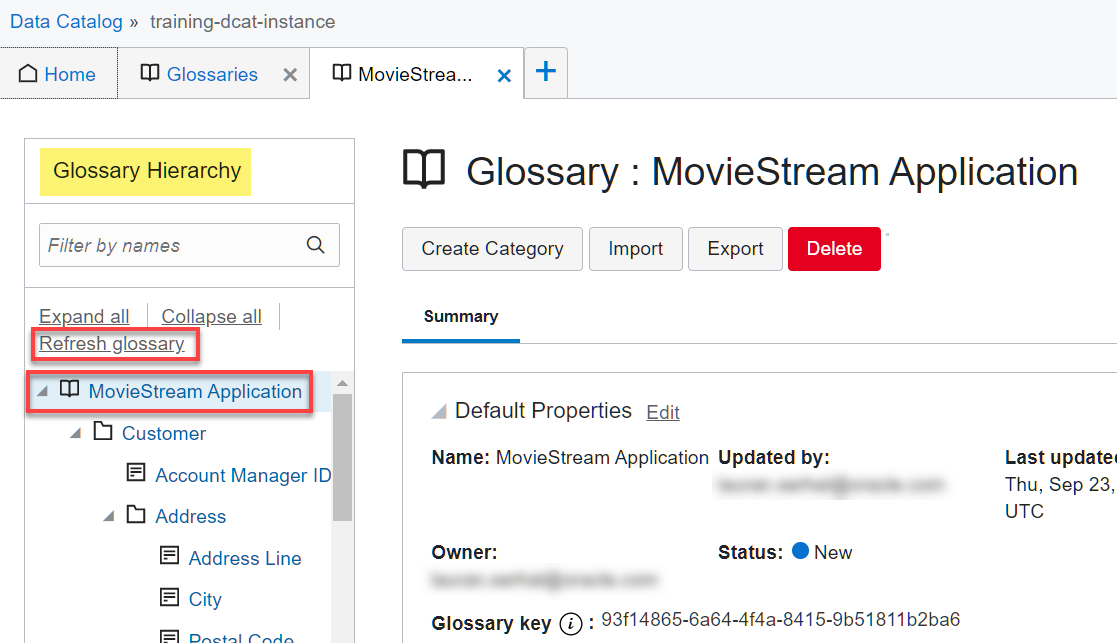 Data Catalog » training-dcat-instance
Home Glossaries MovieStrea...
Glossary Hierarchy
Filter by names
Expand all Collapse all
Refresh glossary
MovieStream Application
Customer
Account Manager ID
Address
Address Line
City
Postal Code
Glossary : MovieStream Application
Create Category Import Export Delete
Summary
Default Properties Edit
Name: MovieStream Application Updated by: Last updated
Thu, Sep 23,
UTC
Owner: Status: New
Glossary key i : 93f14865-6a64-4f4a-8415-9b51811b2ba6